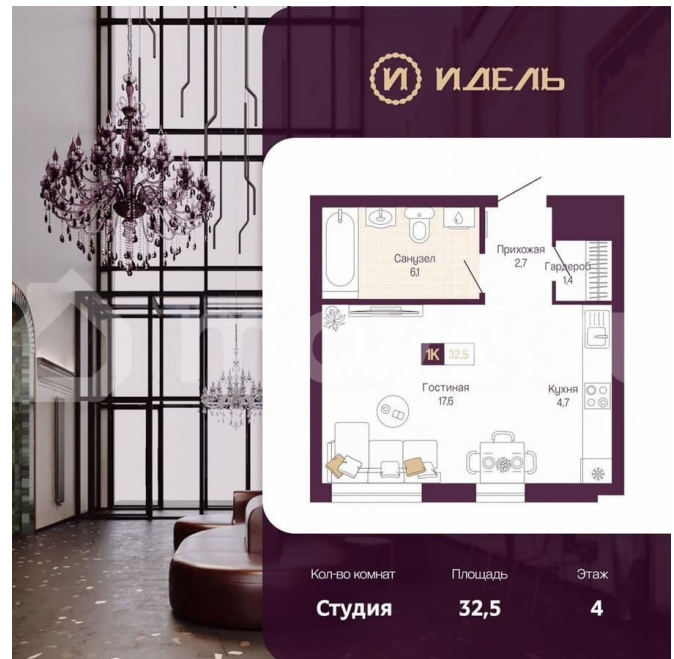 И ИДЕЛЬ
Санузел
6,1
Прихожая
2,7
Гардероб
1,4
1К 32.5
Гостиная
17,6
Кухня
4,7
Кол-во комнат
Студия
Площадь
32,5
Этаж
4